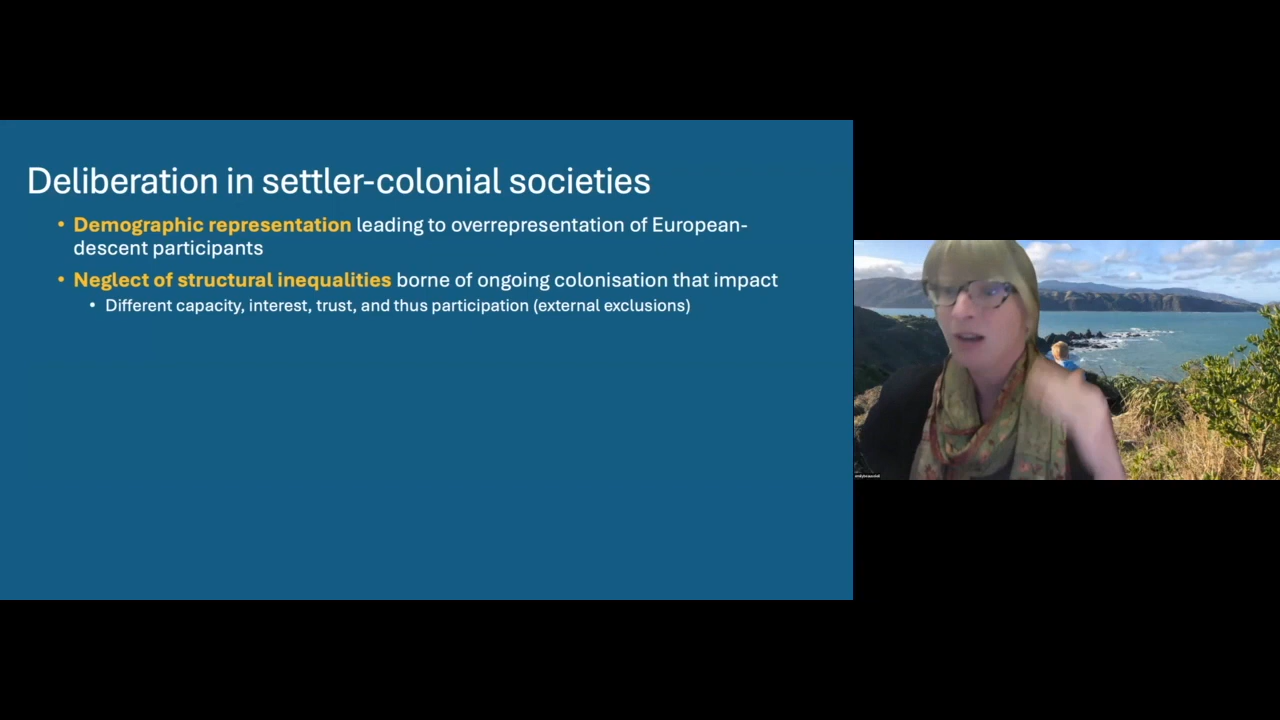 Deliberation in settler-colonial societies
• Demographic representation leading to overrepresentation of European-
descent participants
• Neglect of structural inequalities borne of ongoing colonisation that impact
• Different capacity, interest, trust, and thus participation (external exclusions)